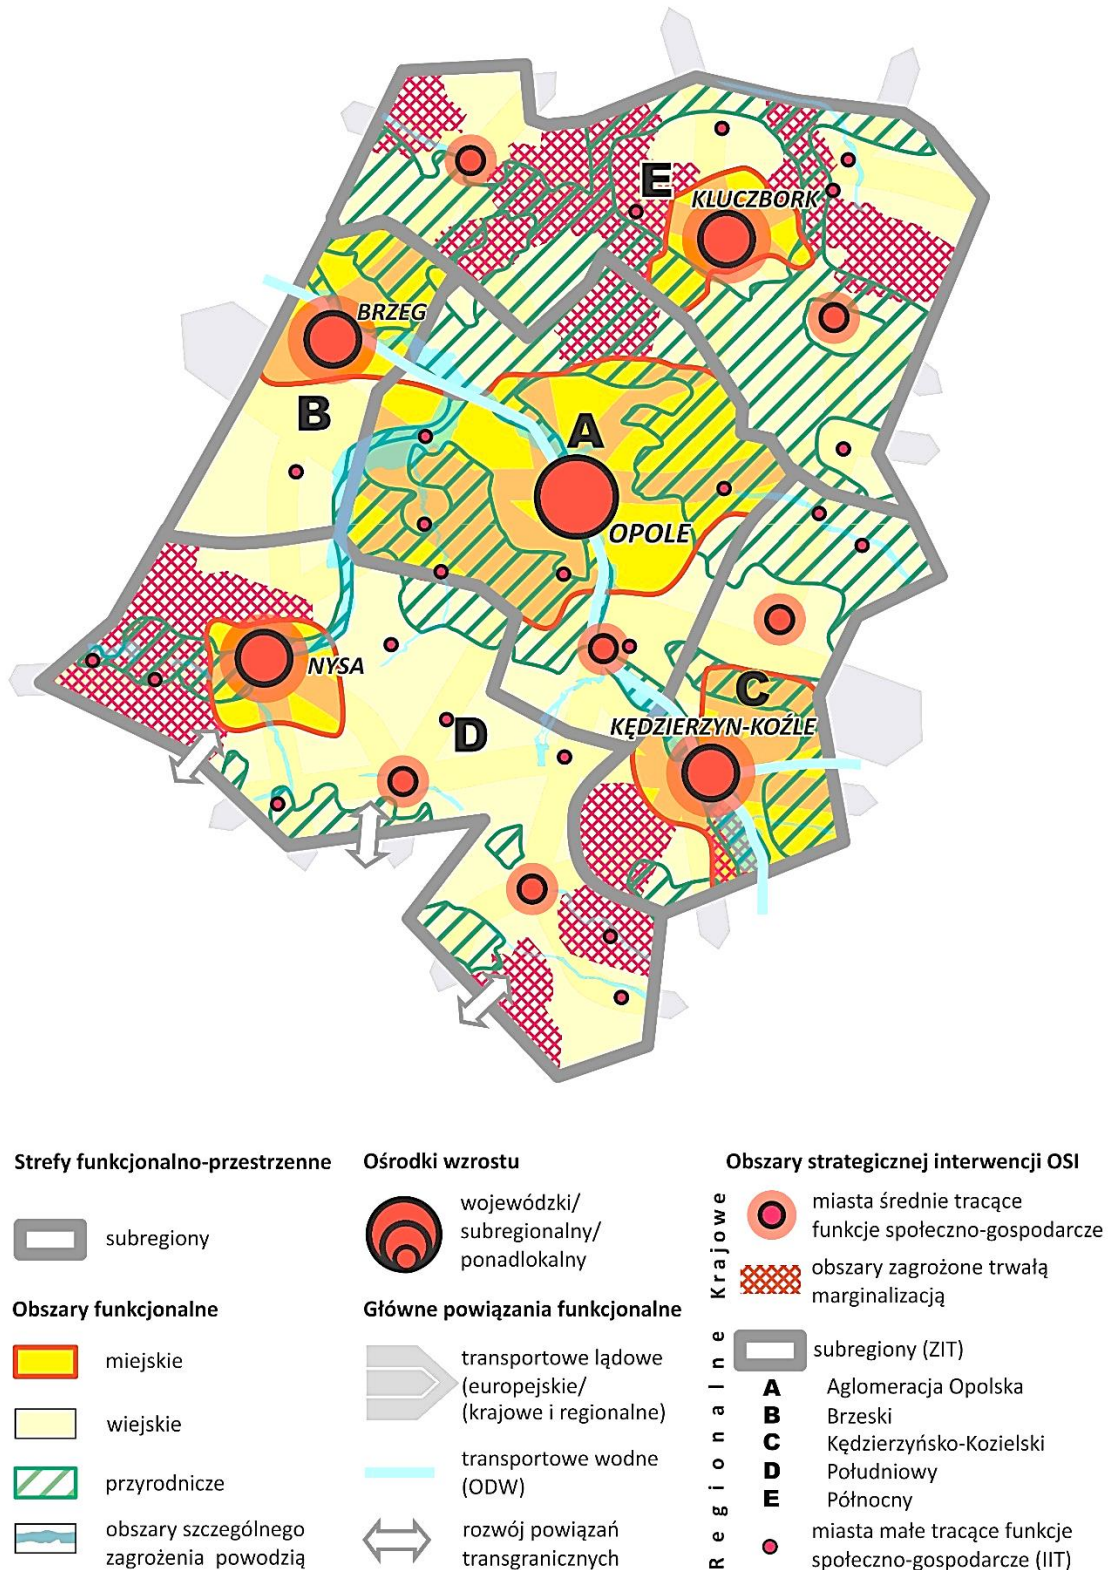 E
KLUCZBORK
BRZEG
B
A
OPOLE
NYSA
C
D
KĘDZIERZYN-KOŹLE
Strefy funkcjonalno-przestrzenne
subregiony
Obszary funkcjonalne
miejskie
wiejskie
przyrodnicze
obszary szczególnego
zagrożenia powodzią
Ośrodki wzrostu
wojewódzki/
subregionalny/
ponadlokalny
Główne powiązania funkcjonalne
transportowe lądowe
(europejskie/
(krajowe i regionalne)
transportowe wodne
(ODW)
rozwój powiązań
transgranicznych
Obszary strategicznej interwencji OSI
Krajowe
miasta średnie tracące
funkcje społeczno-gospodarcze
obszary zagrożone trwałą
marginalizacją
Regionalne
subregiony (ZIT)
A Aglomeracja Opolska
B Brzeski
C Kędzierzyńsko-Kozielski
D Południowy
E Północny
miasta małe tracące funkcje
społeczno-gospodarcze (IIT)